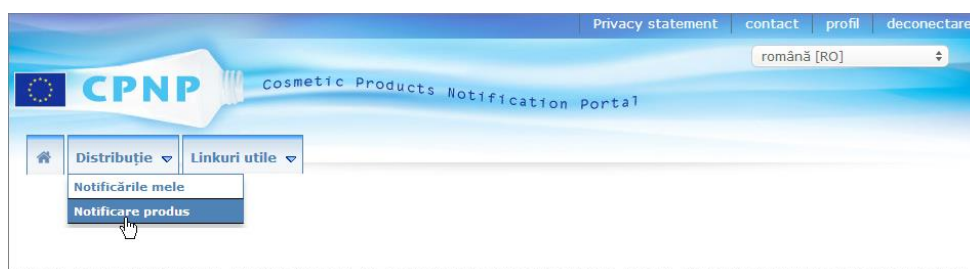 Privacy statement contact profil deconectare
română [RO]
CPNP Cosmetic Products Notification Portal
Distribuție Linkuri utile
Notificările mele
Notificare produs